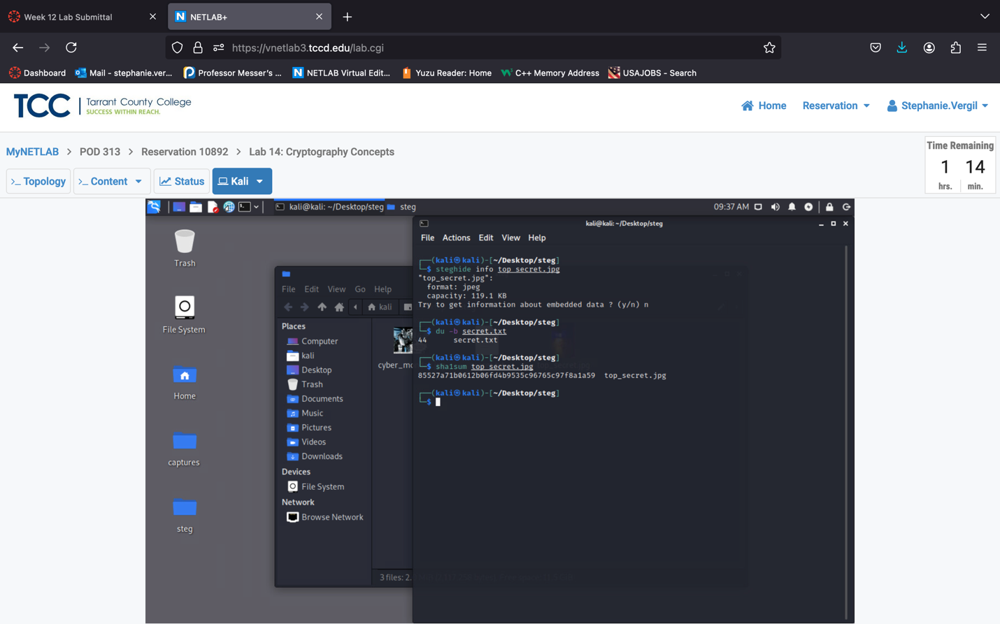 Week 12 Lab Submittal
NETLAB+
https://vnetlab3.tccd.edu/lab.cgi
Dashboard
Mail - stephanie.ver...
Professor Messer's ...
NETLAB Virtual Edit...
Yuzu Reader: Home
C++ Memory Address
USAJOBS - Search
TCC
Tarrant County College
SUCCESS WITHIN REACH.
Home
Reservation
Stephanie.Vergil
MyNETLAB > POD 313 > Reservation 10892 > Lab 14: Cryptography Concepts
Time Remaining
1 14
hrs. min.
>_ Topology
>_ Content
Status
Kali
kali@kali: ~/Desktop/steg
steg
09:37 AM
Trash
File System
Home
captures
steg
File Edit View Go Help
kali
Places
Computer
kali
Desktop
Trash
Documents
Music
Pictures
Videos
Downloads
Devices
File System
Network
Browse Network
cyber_mo
3 files: 2.
kali@kali: ~/Desktop/steg
File Actions Edit View Help
┌──(kali㉿kali)-[~/Desktop/steg]
└─$ steghide info top_secret.jpg
"top_secret.jpg":
format: jpeg
capacity: 119.1 KB
Try to get information about embedded data ? (y/n) n
┌──(kali㉿kali)-[~/Desktop/steg]
└─$ du -b secret.txt
44 secret.txt
┌──(kali㉿kali)-[~/Desktop/steg]
└─$ sha1sum top_secret.jpg
85527a71b0612b06fd4b9535c96765c97f8a1a59 top_secret.jpg
┌──(kali㉿kali)-[~/Desktop/steg]
└─$